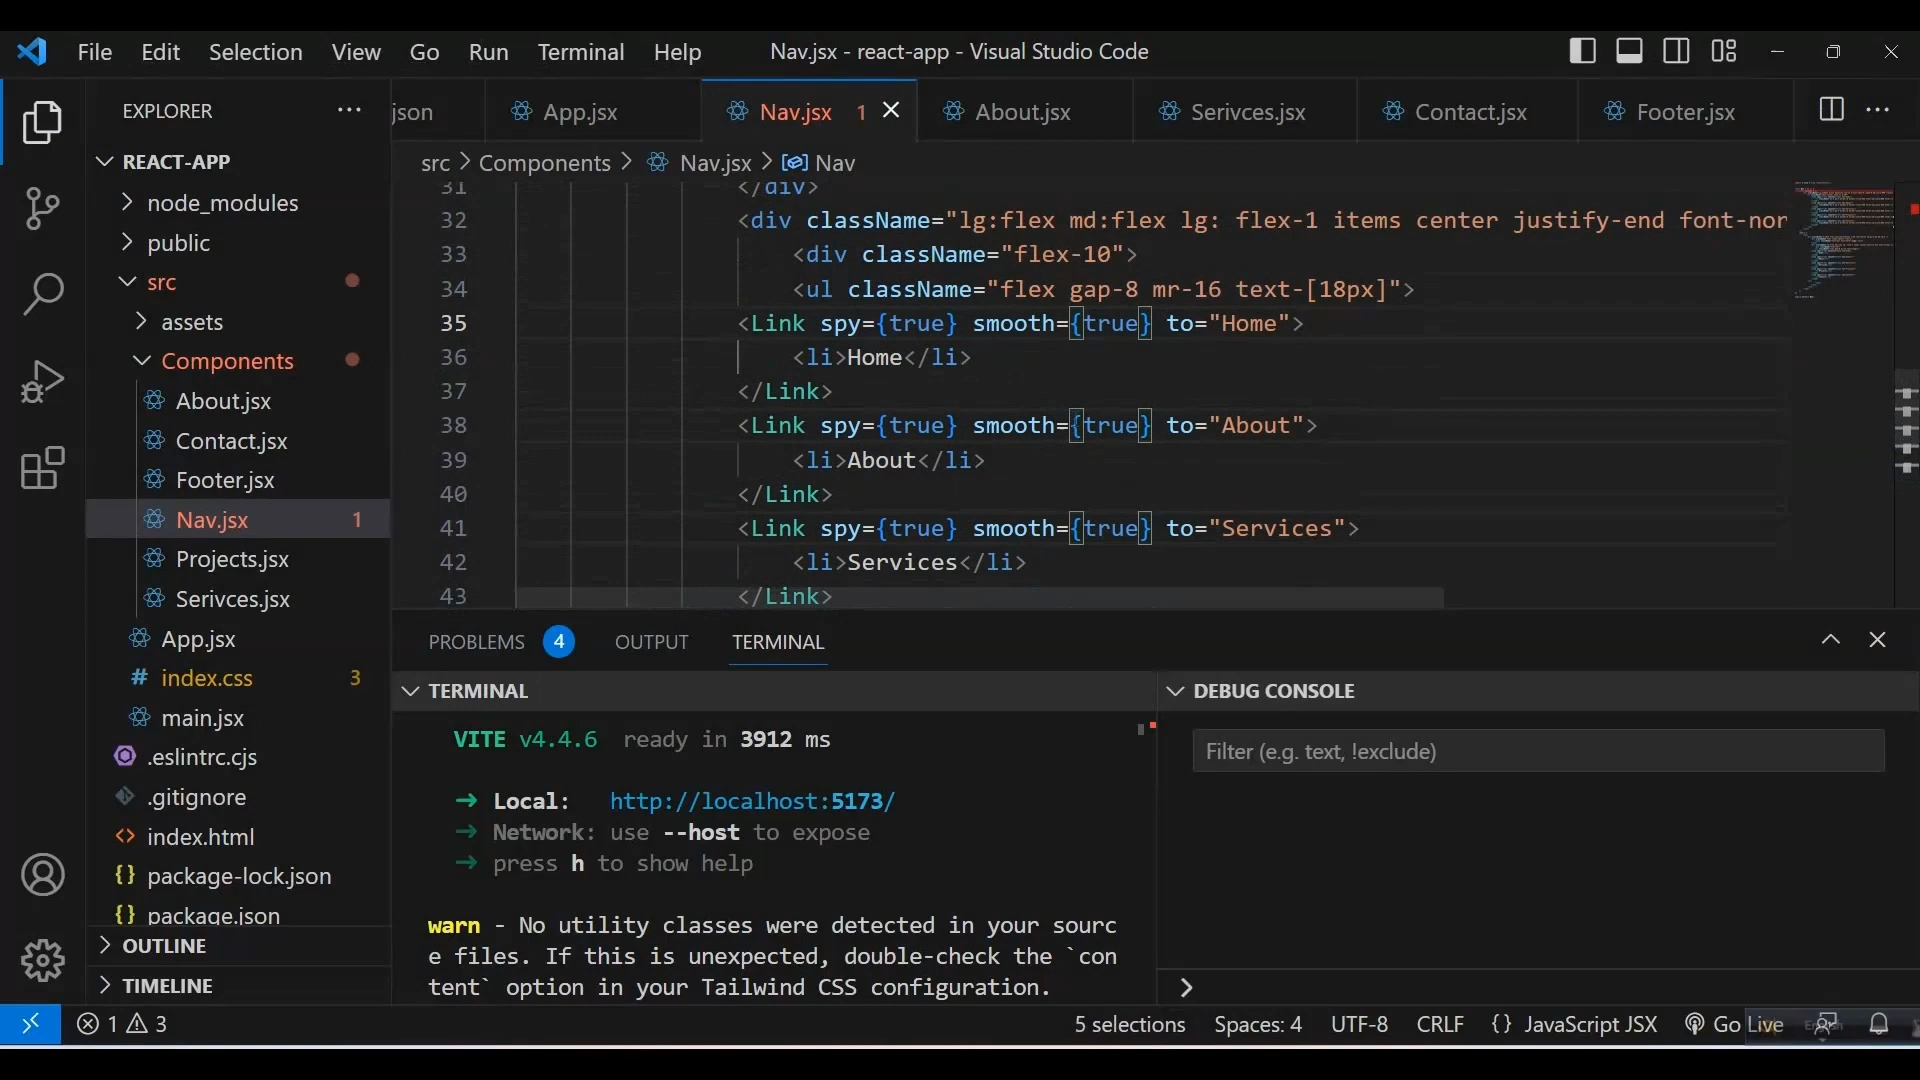 File Edit Selection View Go Run Terminal Help Nav.jsx - react-app - Visual Studio Code
EXPLORER
json App.jsx Nav.jsx 1 About.jsx Serivces.jsx Contact.jsx Footer.jsx
REACT-APP
node_modules
public
src
assets
Components
About.jsx
Contact.jsx
Footer.jsx
Nav.jsx 1
Projects.jsx
Serivces.jsx
App.jsx
index.css 3
main.jsx
.eslintrc.cjs
.gitignore
index.html
package-lock.json
package.json
OUTLINE
TIMELINE
src > Components > Nav.jsx > Nav
31 </div>
32 <div className="lg:flex md:flex lg: flex-1 items center justify-end font-nor
33 <div className="flex-10">
34 <ul className="flex gap-8 mr-16 text-[18px]">
35 <Link spy={true} smooth={true} to="Home">
36 <li>Home</li>
37 </Link>
38 <Link spy={true} smooth={true} to="About">
39 <li>About</li>
40 </Link>
41 <Link spy={true} smooth={true} to="Services">
42 <li>Services</li>
43 </Link>
PROBLEMS 4 OUTPUT TERMINAL
TERMINAL
VITE v4.4.6 ready in 3912 ms
➜ Local: http://localhost:5173/
➜ Network: use --host to expose
➜ press h to show help
warn - No utility classes were detected in your sourc
e files. If this is unexpected, double-check the `con
tent` option in your Tailwind CSS configuration.
DEBUG CONSOLE
Filter (e.g. text, !exclude)
1 3 5 selections Spaces: 4 UTF-8 CRLF {} JavaScript JSX Go Live